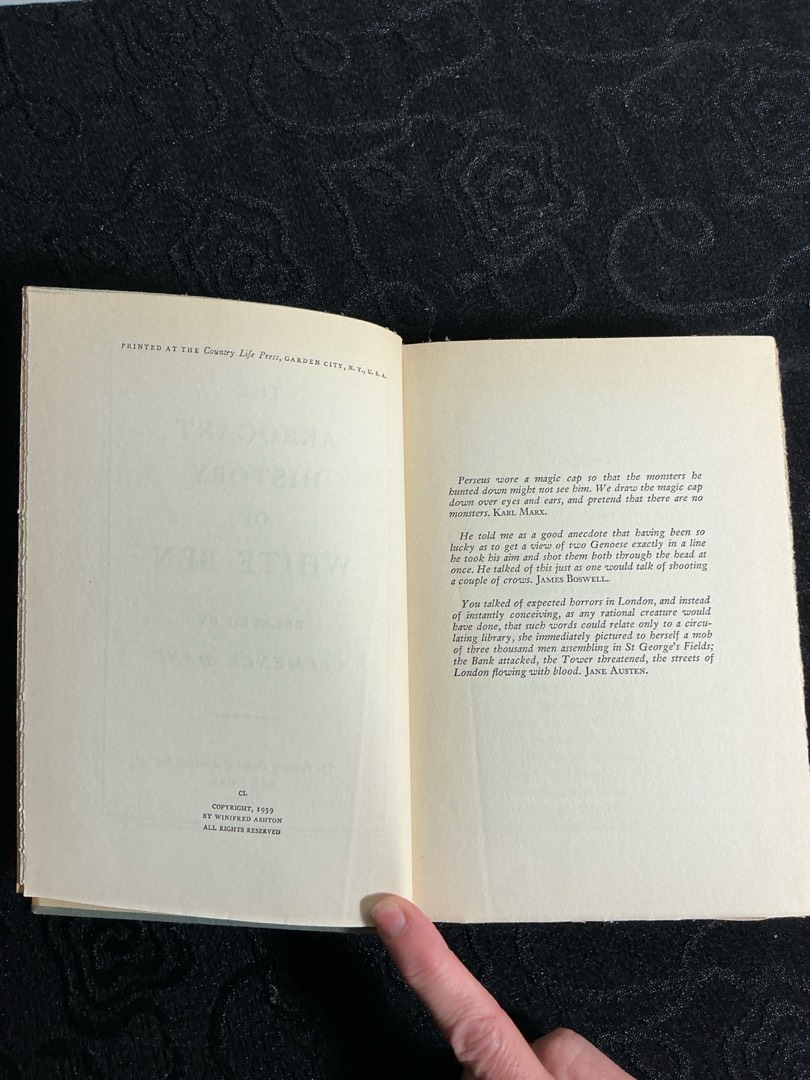 PRINTED AT THE Country Life Press, GARDEN CITY, N. Y., U. S. A.
THE
ARROGANT
HISTORY
OF
CL
COPYRIGHT, 1939
BY WINIFRED ASHTON
ALL RIGHTS RESERVED
Perseus wore a magic cap so that the monsters he
hunted down might not see him. We draw the magic cap
down over eyes and ears, and pretend that there are no
monsters. KARL MARX.
He told me as a good anecdote that having been so
lucky as to get a view of two Genoese exactly in a line
he took his aim and shot them both through the head at
once. He talked of this just as one would talk of shooting
a couple of crows. JAMES BOSWELL.
You talked of expected horrors in London, and instead
of instantly conceiving, as any rational creature would
have done, that such words could relate only to a circu-
lating library, she immediately pictured to herself a mob
of three thousand men assembling in St George's Fields;
the Bank attacked, the Tower threatened, the streets of
London flowing with blood. JANE AUSTEN.